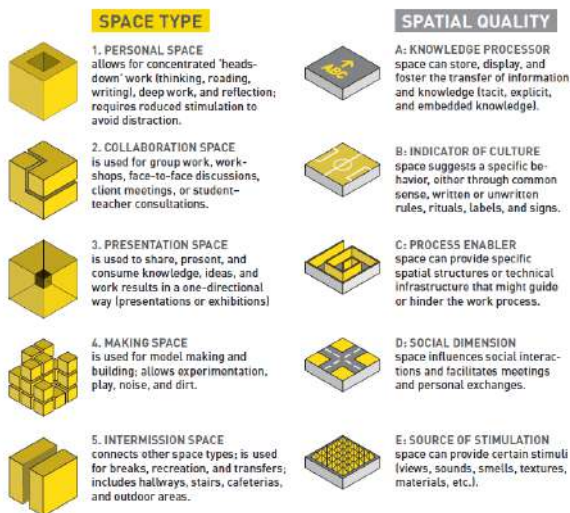 SPACE TYPE
1. PERSONAL SPACE
allows for concentrated 'heads-
down' work (thinking, reading,
writing), deep work, and reflection;
requires roduced stimulation to
avoid distraction.
2. COLLABORATION SPACE
is used for group work, work-
shops, face-to-face discussions,
client meetings, or student-
teacher consultations.
3. PRESENTATION SPACE
is used to share, present, and
consume knowledge, ideas, and
work results in a one-directional
way (presentations or exhibitions)
4. MAKING SPACE
is used for model making and
building; allows experimentation,
play, noise, and dirt.
5. INTERMISSION SPACE
connects other space types; is used
for breaks, recreation, and transfers;
includes hallways, stairs, cafeterias,
and outdoor areas.
SPATIAL QUALITY
A: KNOWLEDGE PROCESSOR
space can store, display, and
foster the transfer of information
and knowledge (tacit, explicit,
and embedded knowledge).
ABC
B: INDICATOR OF CULTURE
space suggests a specific be-
havior, either through common
sense, written or unwritten
rules, rituals, labels, and signs.
C: PROCESS ENABLER
space can provide specific
spatial structures or technical
infrastructure that might guide
or hinder the work process.
D: SOCIAL DIMENSION
space influences social interac-
tions and facilitates meetings
and personal exchanges.
E: SOURCE OF STIMULATION
space can provide certain stimuli
(views, sounds, smells, textures,
materials, etc.).